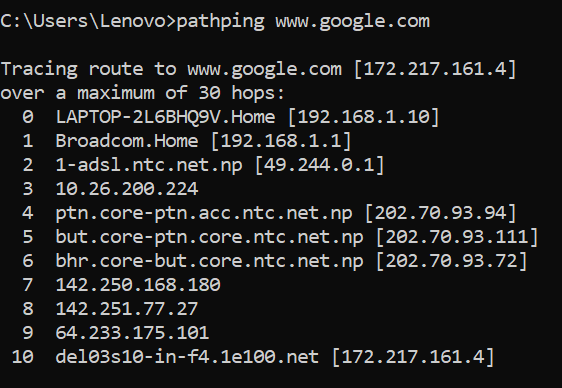 C:\Users\Lenovo>pathping www.google.com
Tracing route to www.google.com [172.217.161.4]
over a maximum of 30 hops:
0 LAPTOP-2L6BHQ9V.Home [192.168.1.10]
1 Broadcom.Home [192.168.1.1]
2 1-adsl.ntc.net.np [49.244.0.1]
3 10.26.200.224
4 ptn.core-ptn.acc.ntc.net.np [202.70.93.94]
5 but.core-ptn.core.ntc.net.np [202.70.93.111]
6 bhr.core-but.core.ntc.net.np [202.70.93.72]
7 142.250.168.180
8 142.251.77.27
9 64.233.175.101
10 del03s10-in-f4.1e100.net [172.217.161.4]